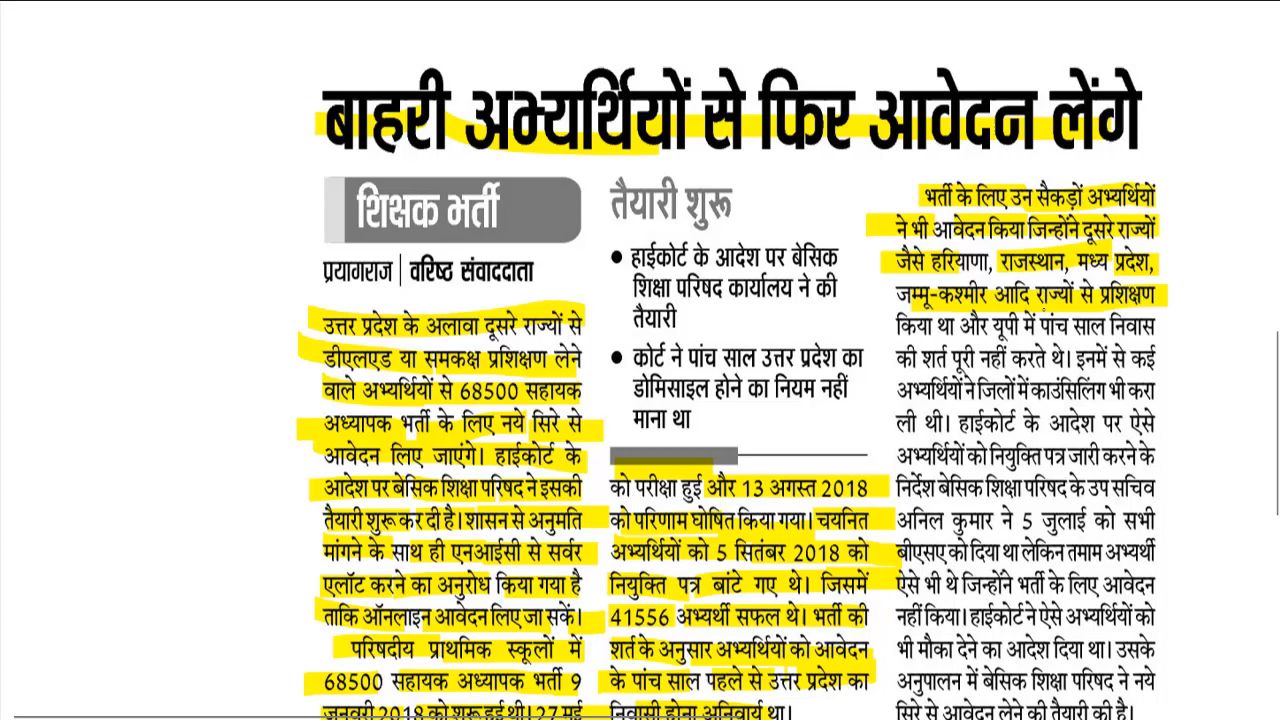 बाहरी अभ्यर्थियों से फिर आवेदन लेंगे
शिक्षक भर्ती
प्रयागराज | वरिष्ठ संवाददाता
उत्तर प्रदेश के अलावा दूसरे राज्यों से
डीएलएड या समकक्ष प्रशिक्षण लेने
वाले अभ्यर्थियों से 68500 सहायक
अध्यापक भर्ती के लिए नये सिरे से
आवेदन लिए जाएंगे। हाईकोर्ट के
आदेश पर बेसिक शिक्षा परिषद ने इसकी
तैयारी शुरू कर दी है। शासन से अनुमति
मांगने के साथ ही एनआईसी से सर्वर
एलॉट करने का अनुरोध किया गया है
ताकि ऑनलाइन आवेदन लिए जा सकें।
परिषदीय प्राथमिक स्कूलों में
68500 सहायक अध्यापक भर्ती 9
जनवरी 2018 को शुरू हुई थी। 27 मई
तैयारी शुरू
• हाईकोर्ट के आदेश पर बेसिक
शिक्षा परिषद कार्यालय ने की
तैयारी
• कोर्ट ने पांच साल उत्तर प्रदेश का
डोमिसाइल होने का नियम नहीं
माना था
को परीक्षा हुई और 13 अगस्त 2018
को परिणाम घोषित किया गया। चयनित
अभ्यर्थियों को 5 सितंबर 2018 को
नियुक्ति पत्र बांटे गए थे। जिसमें
41556 अभ्यर्थी सफल थे। भर्ती की
शर्त के अनुसार अभ्यर्थियों को आवेदन
के पांच साल पहले से उत्तर प्रदेश का
निवासी होना अनिवार्य था।
भर्ती के लिए उन सैकड़ों अभ्यर्थियों
ने भी आवेदन किया जिन्होंने दूसरे राज्यों
जैसे हरियाणा, राजस्थान, मध्य प्रदेश,
जम्मू-कश्मीर आदि राज्यों से प्रशिक्षण
किया था और यूपी में पांच साल निवास
की शर्त पूरी नहीं करते थे। इनमें से कई
अभ्यर्थियों ने जिलों में काउंसिलिंग भी करा
ली थी। हाईकोर्ट के आदेश पर ऐसे
अभ्यर्थियों को नियुक्ति पत्र जारी करने के
निर्देश बेसिक शिक्षा परिषद के उप सचिव
अनिल कुमार ने 5 जुलाई को सभी
बीएसए को दिया था लेकिन तमाम अभ्यर्थी
ऐसे भी थे जिन्होंने भर्ती के लिए आवेदन
नहीं किया। हाईकोर्ट ने ऐसे अभ्यर्थियों को
भी मौका देने का आदेश दिया था। उसके
अनुपालन में बेसिक शिक्षा परिषद ने नये
सिरे से आवेदन लेने की तैयारी की है।